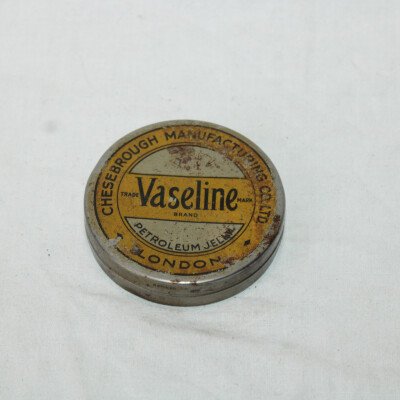 CHESEBROUGH MANUFACTURING CO. LTD
TRADE Vaseline MARK
BRAND
PETROLEUM JELLY
LONDON